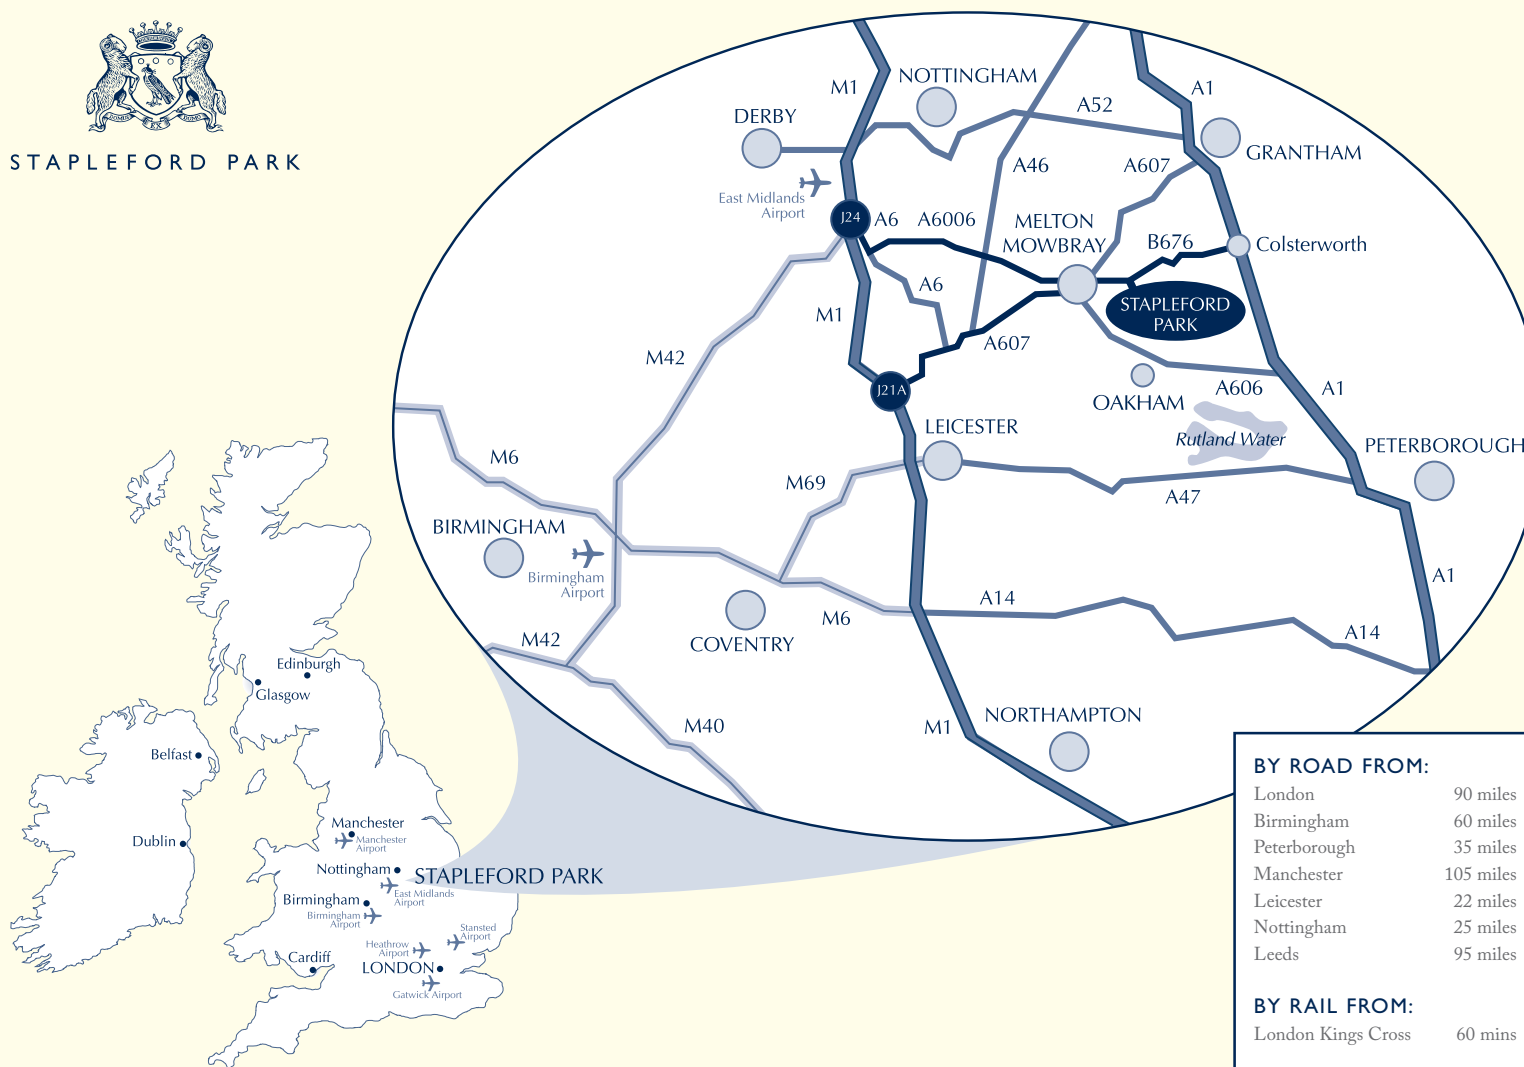 DOMUS EX DOMO
STAPLEFORD PARK
M1
NOTTINGHAM
A52
A1
DERBY
GRANTHAM
A46
A607
East Midlands
Airport
J24
A6
A6006
MELTON
MOWBRAY
B676
Colsterworth
A6
M1
STAPLEFORD
PARK
A607
M42
J21A
OAKHAM
A606
A1
LEICESTER
Rutland Water
PETERBOROUGH
M6
M69
A47
BIRMINGHAM
Birmingham
Airport
A1
A14
M6
COVENTRY
M42
A14
M40
M1
NORTHAMPTON
Edinburgh
Glasgow
Belfast
Dublin
Manchester
Manchester
Airport
Nottingham
STAPLEFORD PARK
East Midlands
Airport
Birmingham
Birmingham
Airport
Stansted
Airport
Heathrow
Airport
Cardiff
LONDON
Gatwick Airport
BY ROAD FROM:
London 90 miles
Birmingham 60 miles
Peterborough 35 miles
Manchester 105 miles
Leicester 22 miles
Nottingham 25 miles
Leeds 95 miles
BY RAIL FROM:
London Kings Cross 60 mins